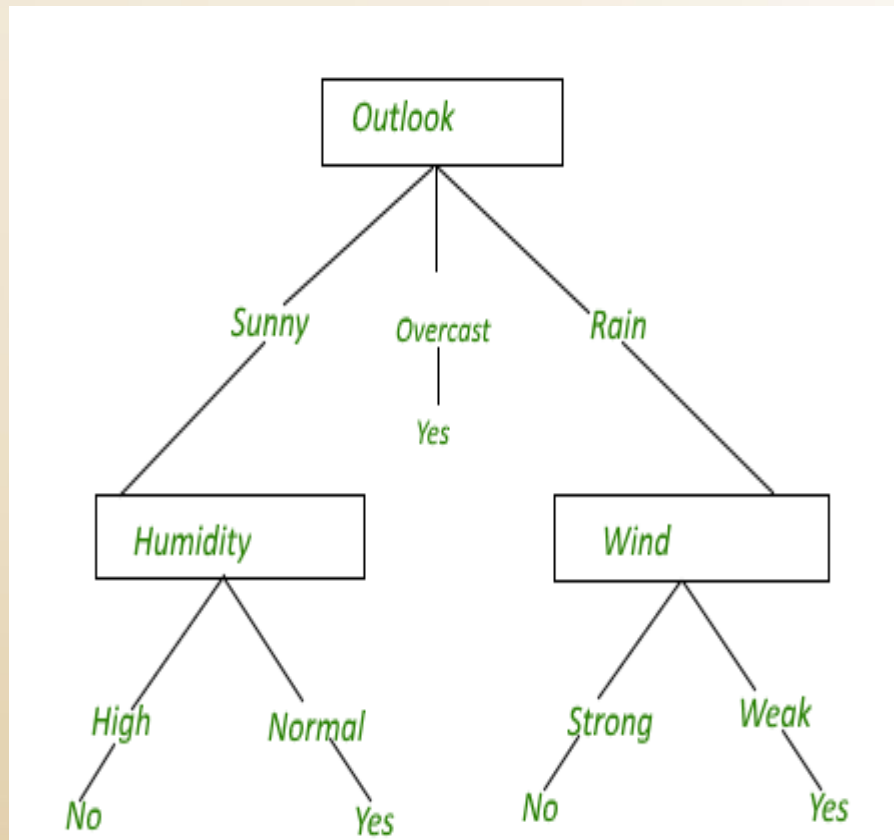 Outlook
Sunny
Overcast
Rain
Yes
Humidity
Wind
High
Normal
Strong
Weak
No
Yes
No
Yes